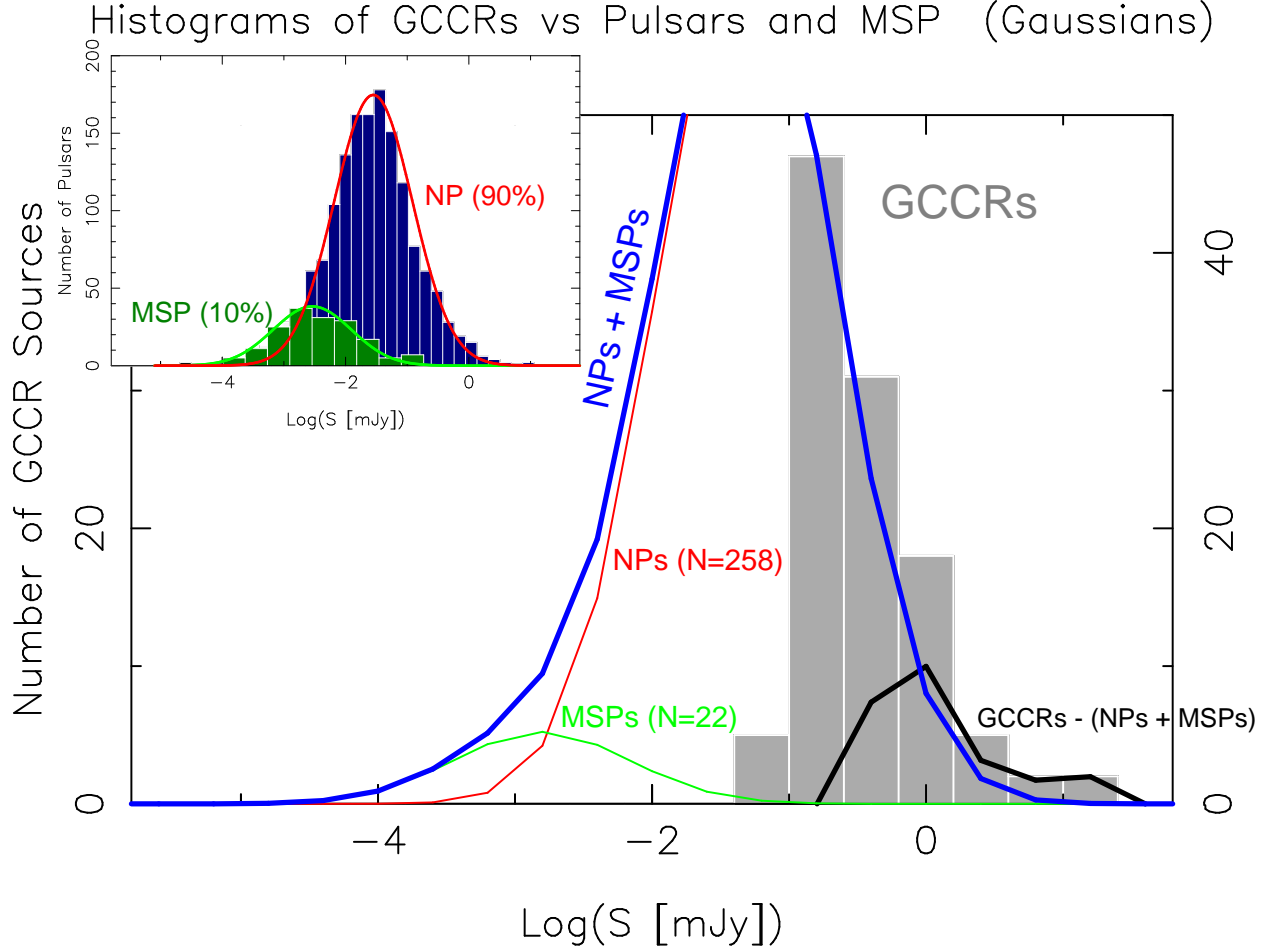 Histograms of GCCRs vs Pulsars and MSP (Gaussians)
Number of Pulsars
200
150
100
50
0
NP (90%)
MSP (10%)
−4 −2 0
Log(S [mJy])
Number of GCCR Sources
20
0
NPs + MSPs
GCCRs
NPs (N=258)
MSPs (N=22)
GCCRs - (NPs + MSPs)
40
20
0
−4 −2 0
Log(S [mJy])